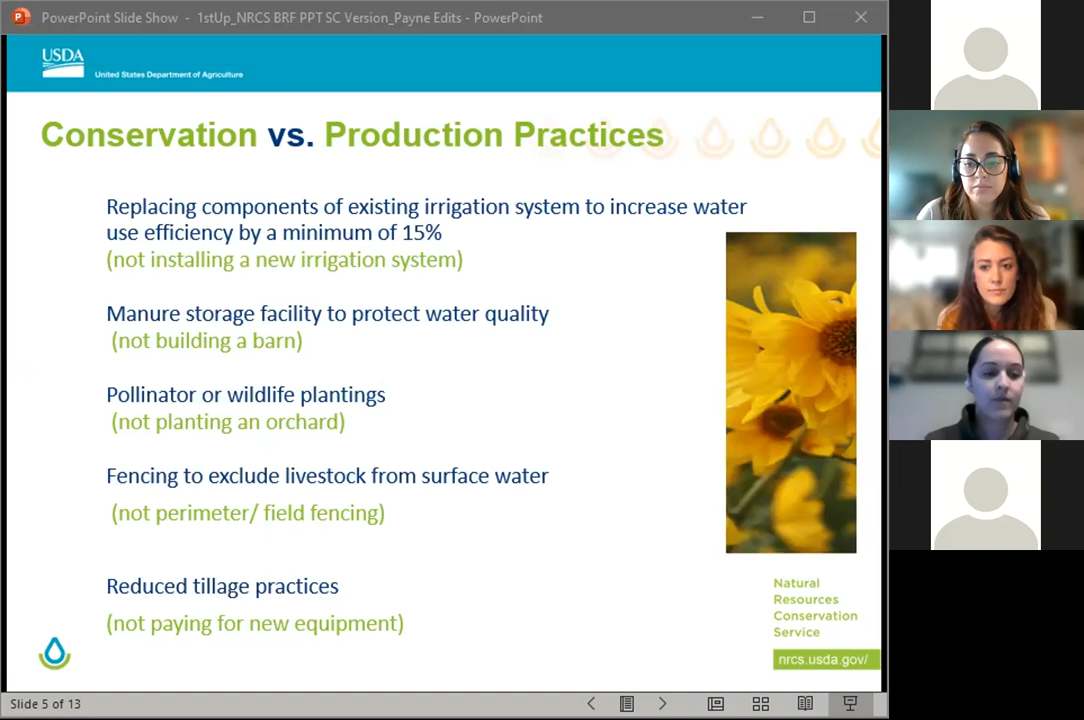 PowerPoint Slide Show - 1stUp_NRCS BRF PPT SC Version_Payne Edits - PowerPoint
USDA
United States Department of Agriculture
Conservation vs. Production Practices
Replacing components of existing irrigation system to increase water
use efficiency by a minimum of 15%
(not installing a new irrigation system)
Manure storage facility to protect water quality
(not building a barn)
Pollinator or wildlife plantings
(not planting an orchard)
Fencing to exclude livestock from surface water
(not perimeter/ field fencing)
Reduced tillage practices
(not paying for new equipment)
Natural
Resources
Conservation
Service
nrcs.usda.gov/
Slide 5 of 13